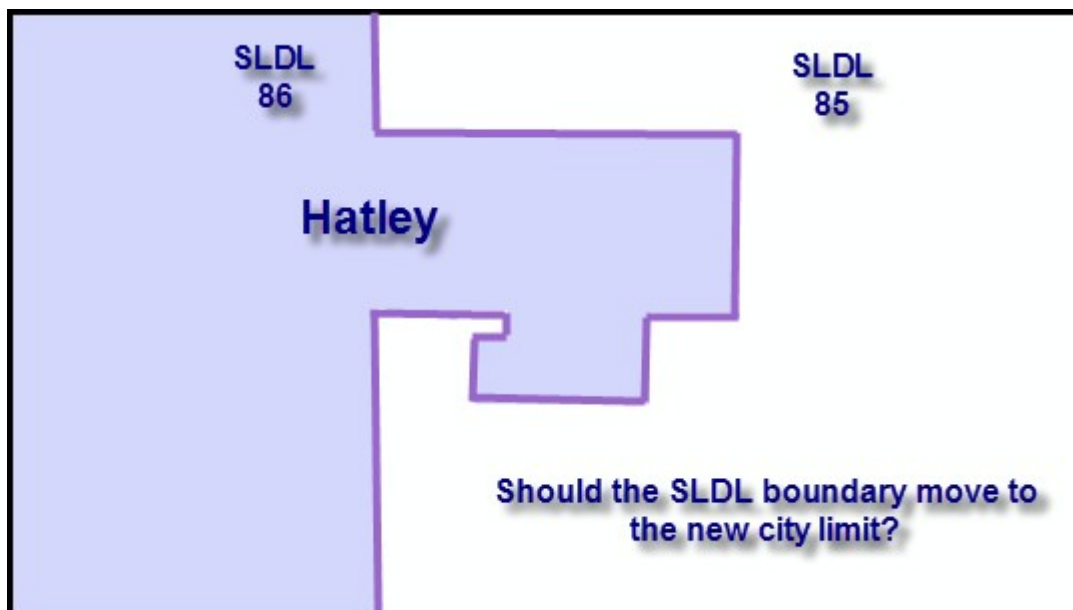 SLDL
86
SLDL
85
Hatley
Should the SLDL boundary move to
the new city limit?